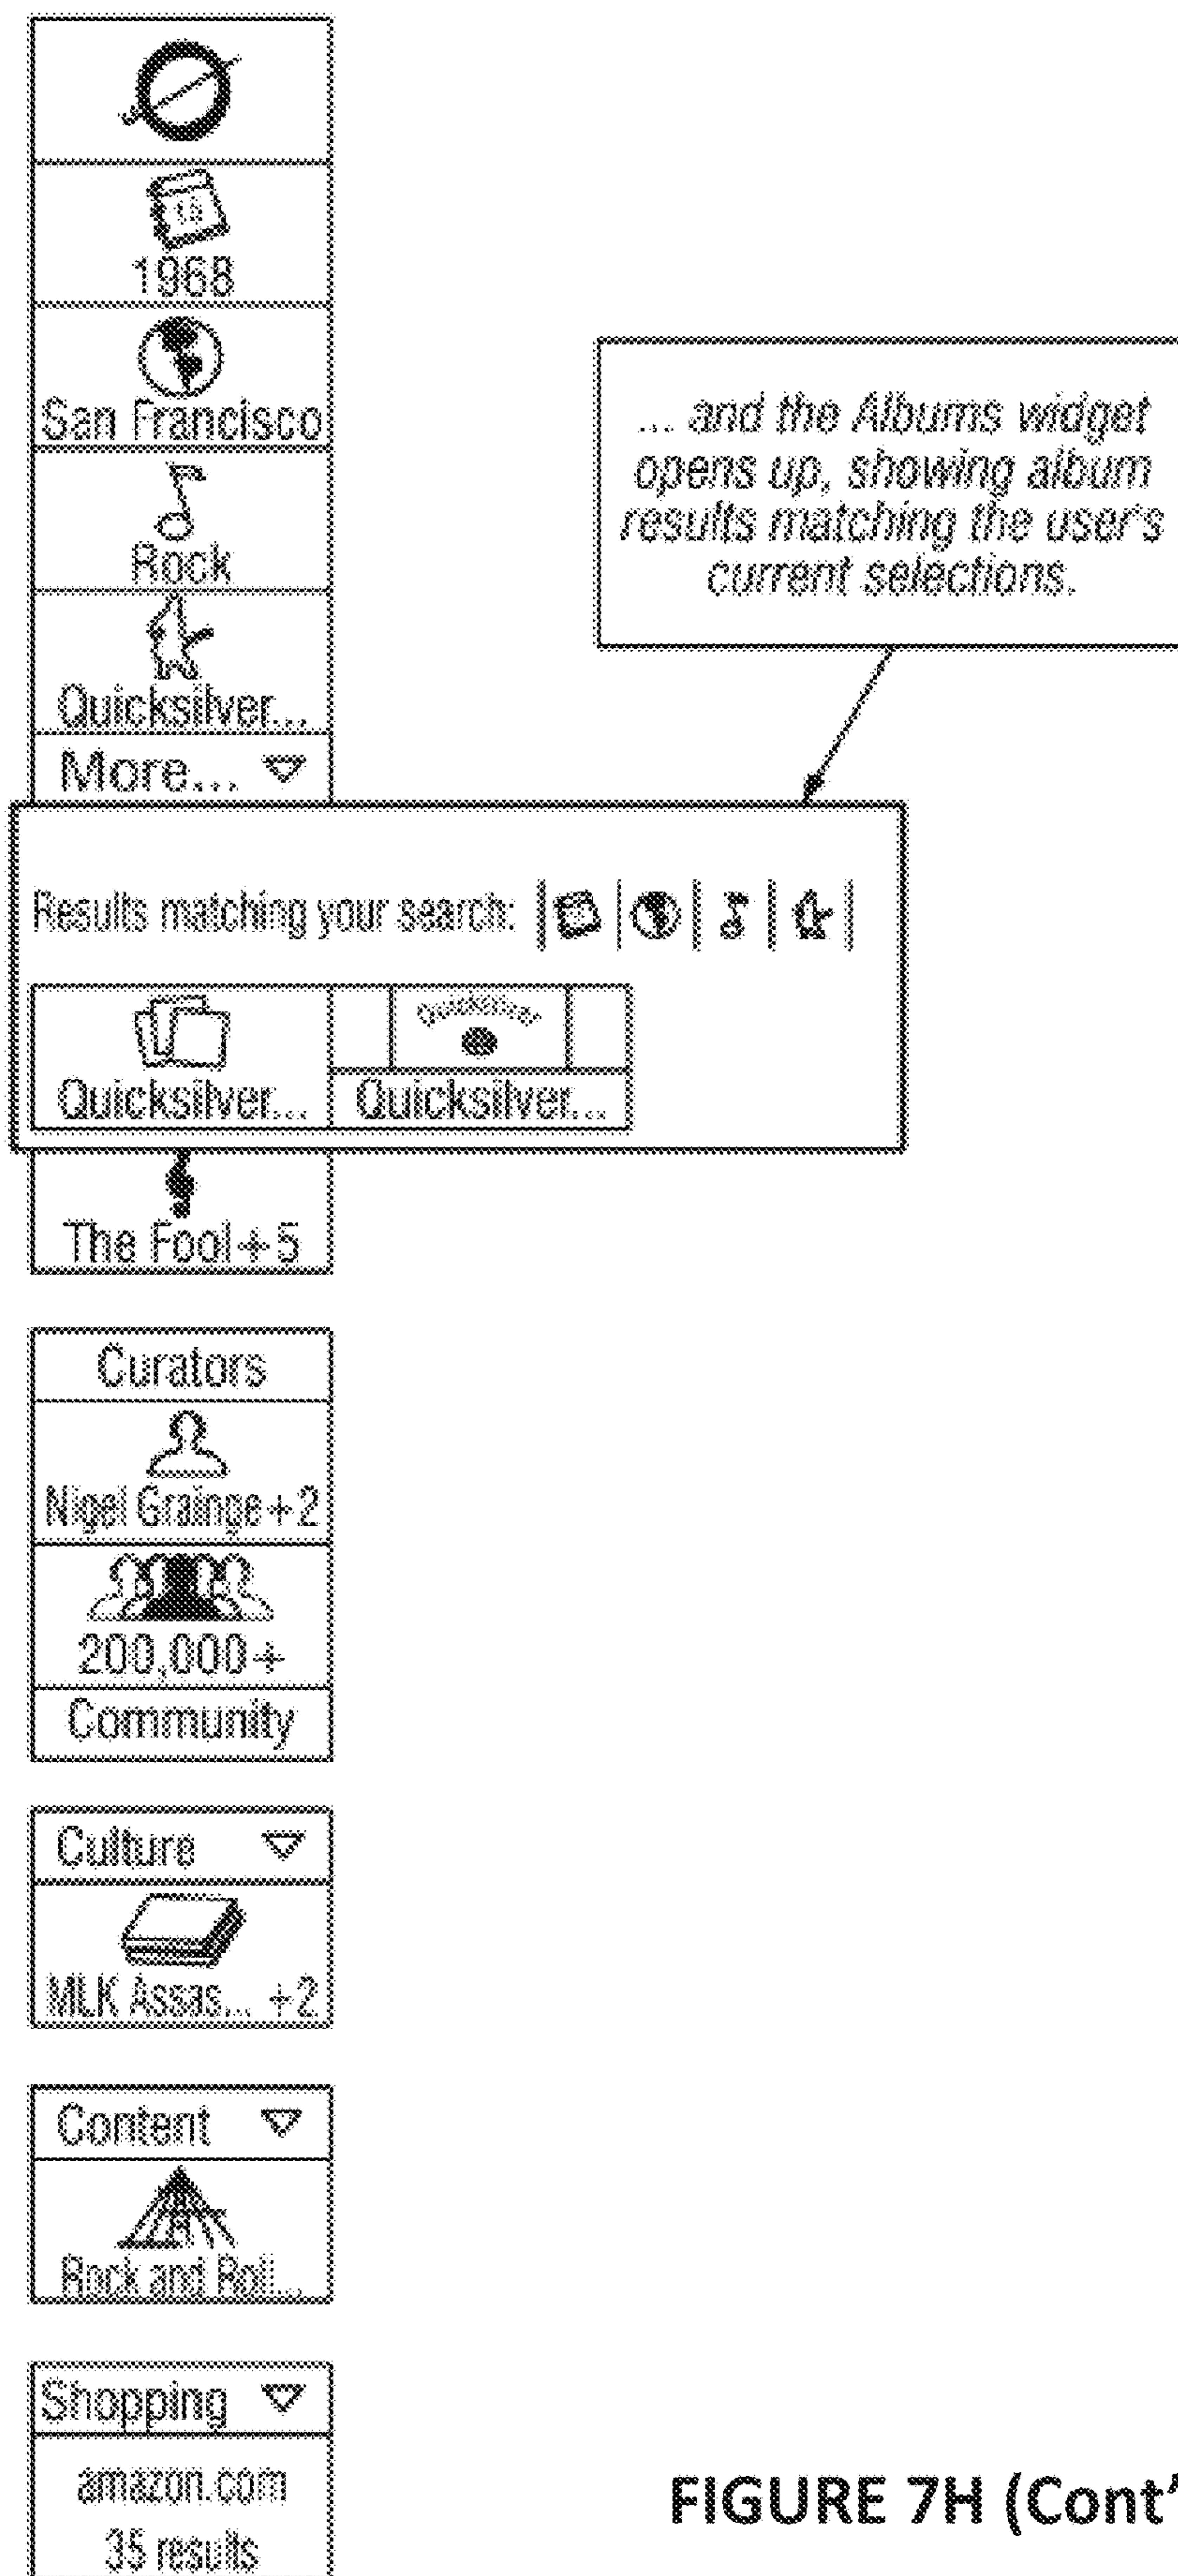 1968
San Francisco
Rock
Quicksilver...
More...
... and the Albums widget
opens up, showing album
results matching the user's
current selections.
Results matching your search:
Quicksilver
Quicksilver...
Quicksilver...
The Fool + 5
Curators
Nigel Grainge + 2
200,000 +
Community
Culture
MLK Assas... +2
Content
Rock and Roll...
Shopping
amazon.com
35 results
FIGURE 7H (Cont'